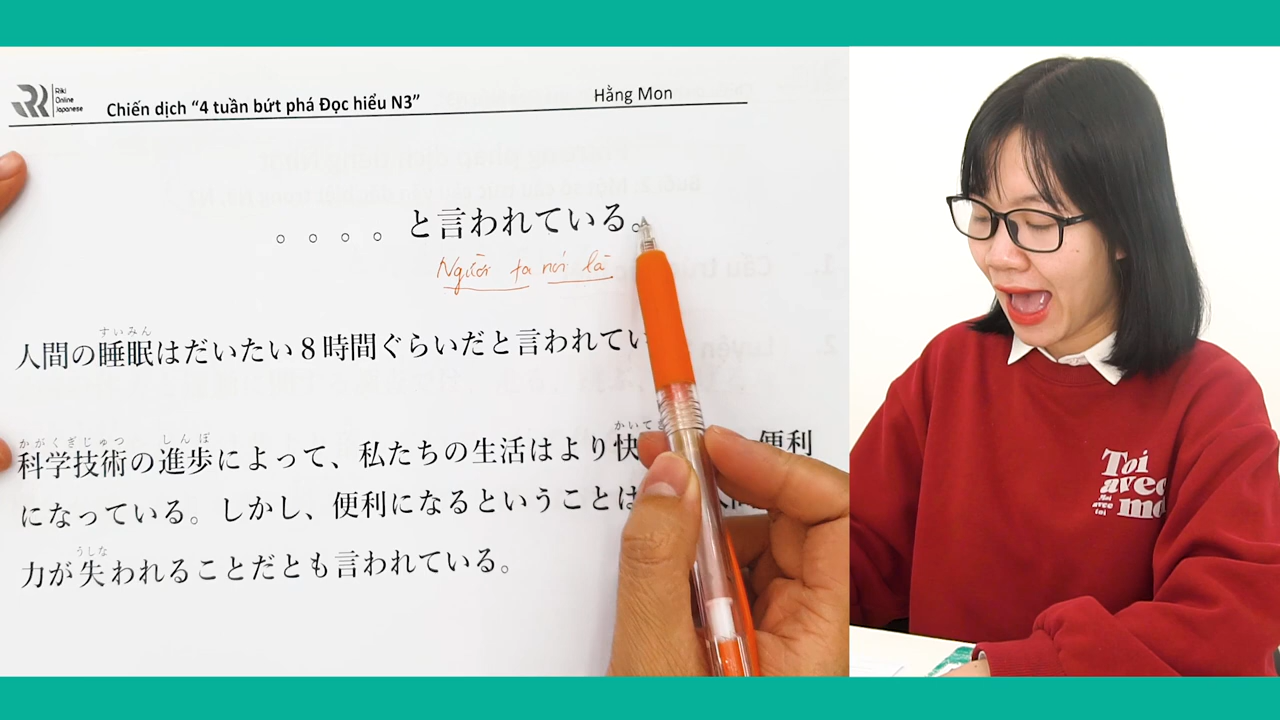 Riki
Online
Japanese
Chiến dịch “4 tuần bứt phá Đọc hiểu N3”
Hằng Mon
。。。。と言われている。
Người ta nói là
すいみん
人間の睡眠はだいたい８時間ぐらいだと言われてい
かがくぎじゅつ しんぽ かいてき
科学技術の進歩によって、私たちの生活はより快 便利
になっている。しかし、便利になるということは
うしな
力が失われることだとも言われている。
Toi
avec
Moi
avec
toi
mo